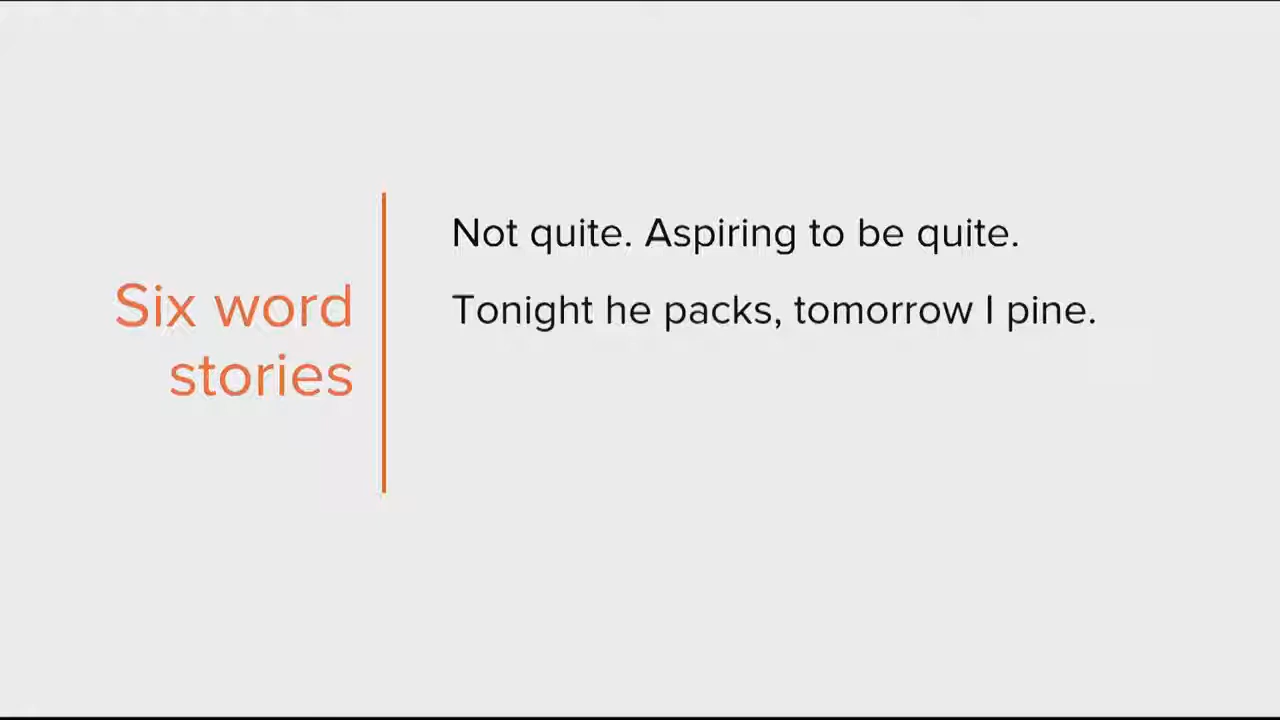 Six word
stories
Not quite. Aspiring to be quite.
Tonight he packs, tomorrow I pine.